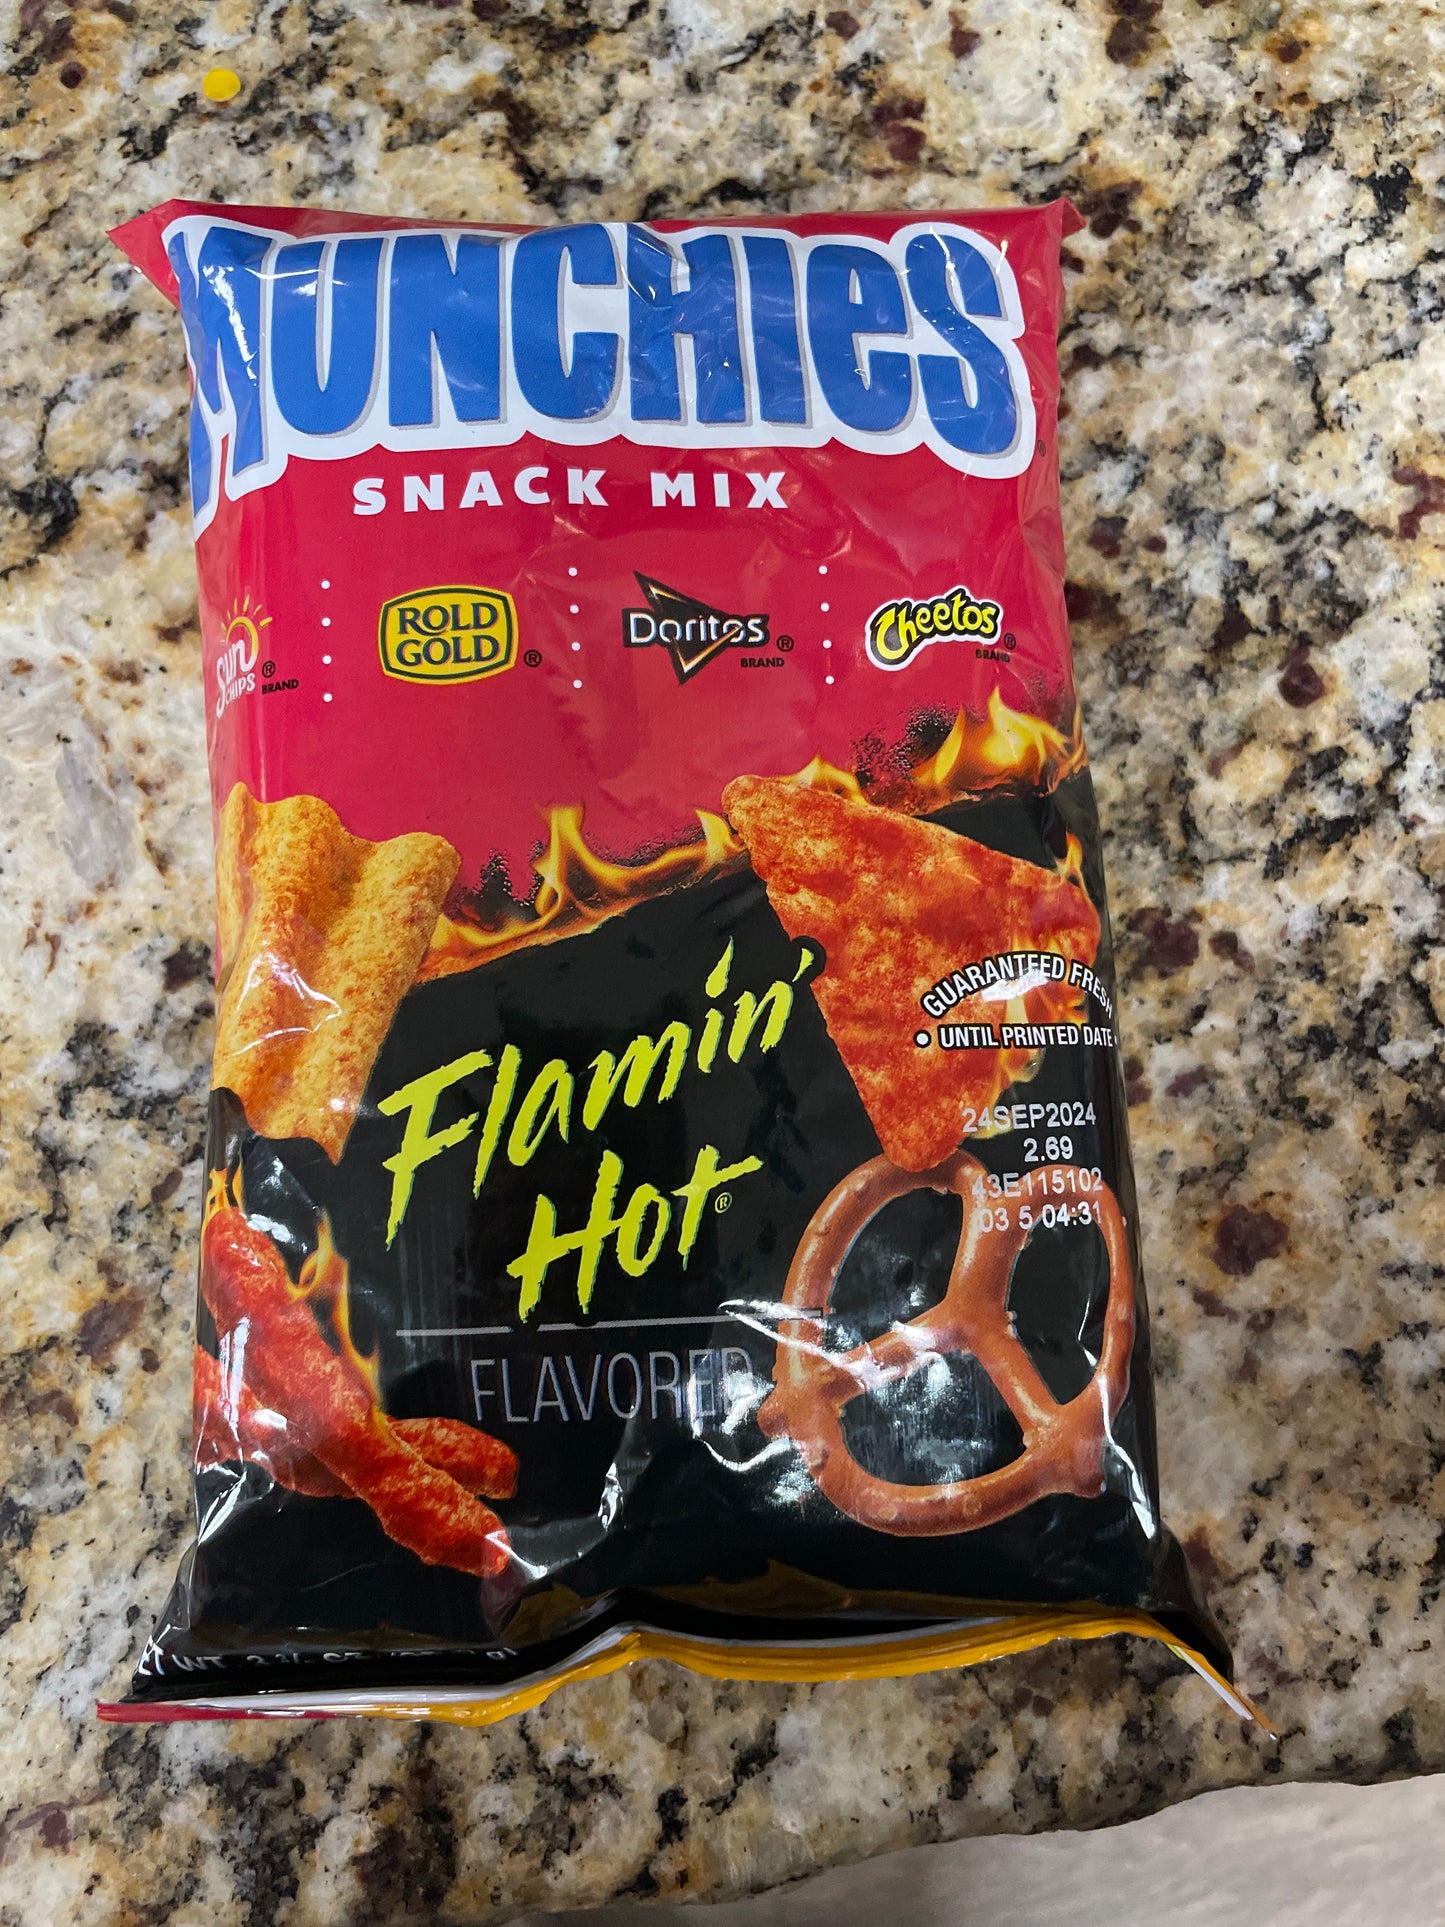 MUNCHIES
®
SNACK MIX
Sun CHIPS ® BRAND
ROLD GOLD ®
Doritos ® BRAND
Cheetos ® BRAND
Flamin'
Hot®
FLAVORED
GUARANTEED FRESH
• UNTIL PRINTED DATE •
24SEP2024
2.69
43E115102
03 5 04:31
WT.